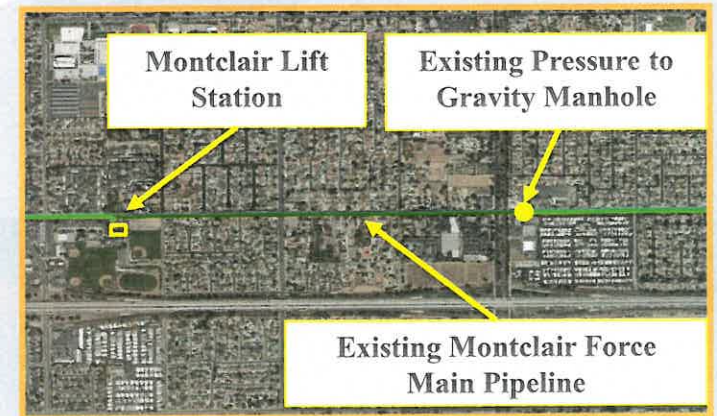 Montclair Lift
Station
Existing Pressure to
Gravity Manhole
Existing Montclair Force
Main Pipeline